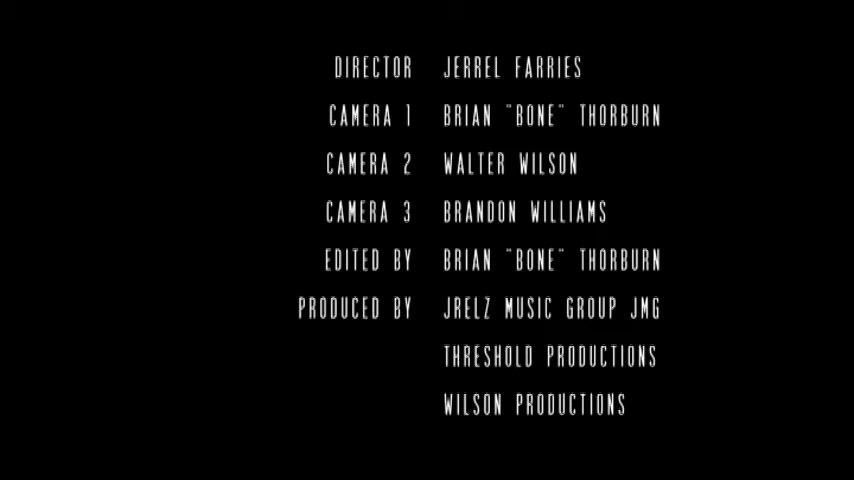 DIRECTOR JERREL FARRIES
CAMERA 1 BRIAN "BONE" THORBURN
CAMERA 2 WALTER WILSON
CAMERA 3 BRANDON WILLIAMS
EDITED BY BRIAN "BONE" THORBURN
PRODUCED BY JRELZ MUSIC GROUP JMG
THRESHOLD PRODUCTIONS
WILSON PRODUCTIONS